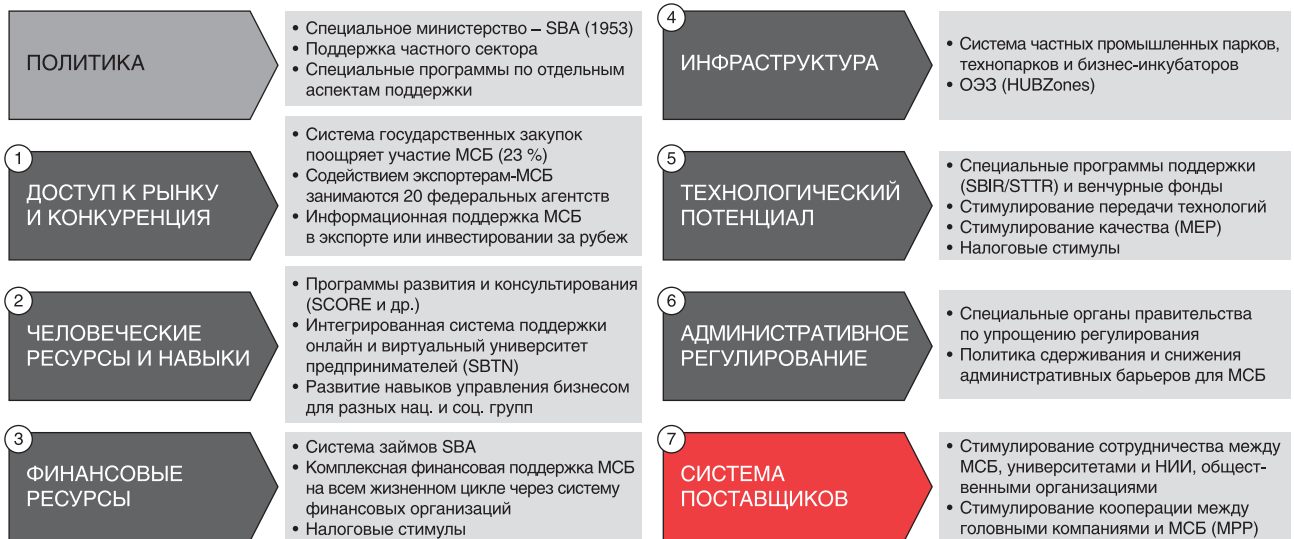 ПОЛИТИКА
• Специальное министерство – SBA (1953)
• Поддержка частного сектора
• Специальные программы по отдельным
аспектам поддержки
1
ДОСТУП К РЫНКУ
И КОНКУРЕНЦИЯ
• Система государственных закупок
поощряет участие МСБ (23 %)
• Содействием экспортерам-МСБ
занимаются 20 федеральных агентств
• Информационная поддержка МСБ
в экспорте или инвестировании за рубеж
2
ЧЕЛОВЕЧЕСКИЕ
РЕСУРСЫ И НАВЫКИ
• Программы развития и консультирования
(SCORE и др.)
• Интегрированная система поддержки
онлайн и виртуальный университет
предпринимателей (SBTN)
• Развитие навыков управления бизнесом
для разных нац. и соц. групп
3
ФИНАНСОВЫЕ
РЕСУРСЫ
• Система займов SBA
• Комплексная финансовая поддержка МСБ
на всем жизненном цикле через систему
финансовых организаций
• Налоговые стимулы
4
ИНФРАСТРУКТУРА
• Система частных промышленных парков,
технопарков и бизнес-инкубаторов
• ОЭЗ (HUBZones)
5
ТЕХНОЛОГИЧЕСКИЙ
ПОТЕНЦИАЛ
• Специальные программы поддержки
(SBIR/STTR) и венчурные фонды
• Стимулирование передачи технологий
• Стимулирование качества (MEP)
• Налоговые стимулы
6
АДМИНИСТРАТИВНОЕ
РЕГУЛИРОВАНИЕ
• Специальные органы правительства
по упрощению регулирования
• Политика сдерживания и снижения
административных барьеров для МСБ
7
СИСТЕМА
ПОСТАВЩИКОВ
• Стимулирование сотрудничества между
МСБ, университетами и НИИ, общест-
венными организациями
• Стимулирование кооперации между
головными компаниями и МСБ (MPP)